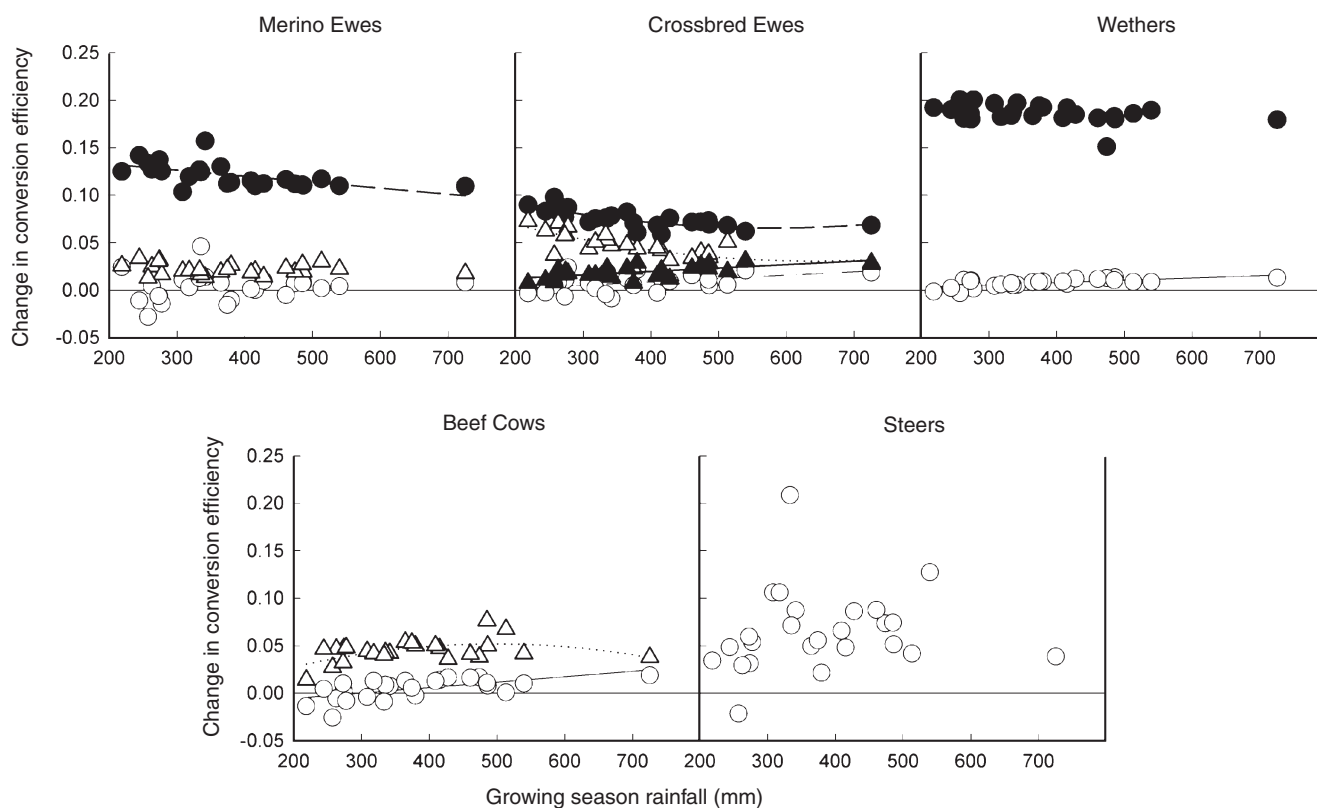 Merino Ewes Crossbred Ewes Wethers
Change in conversion efficiency
0.25
0.20
0.15
0.10
0.05
0.00
-0.05
200 300 400 500 600 700 200 300 400 500 600 700 200 300 400 500 600 700
Beef Cows Steers
Change in conversion efficiency
0.25
0.20
0.15
0.10
0.05
0.00
-0.05
200 300 400 500 600 700 200 300 400 500 600 700
Growing season rainfall (mm)